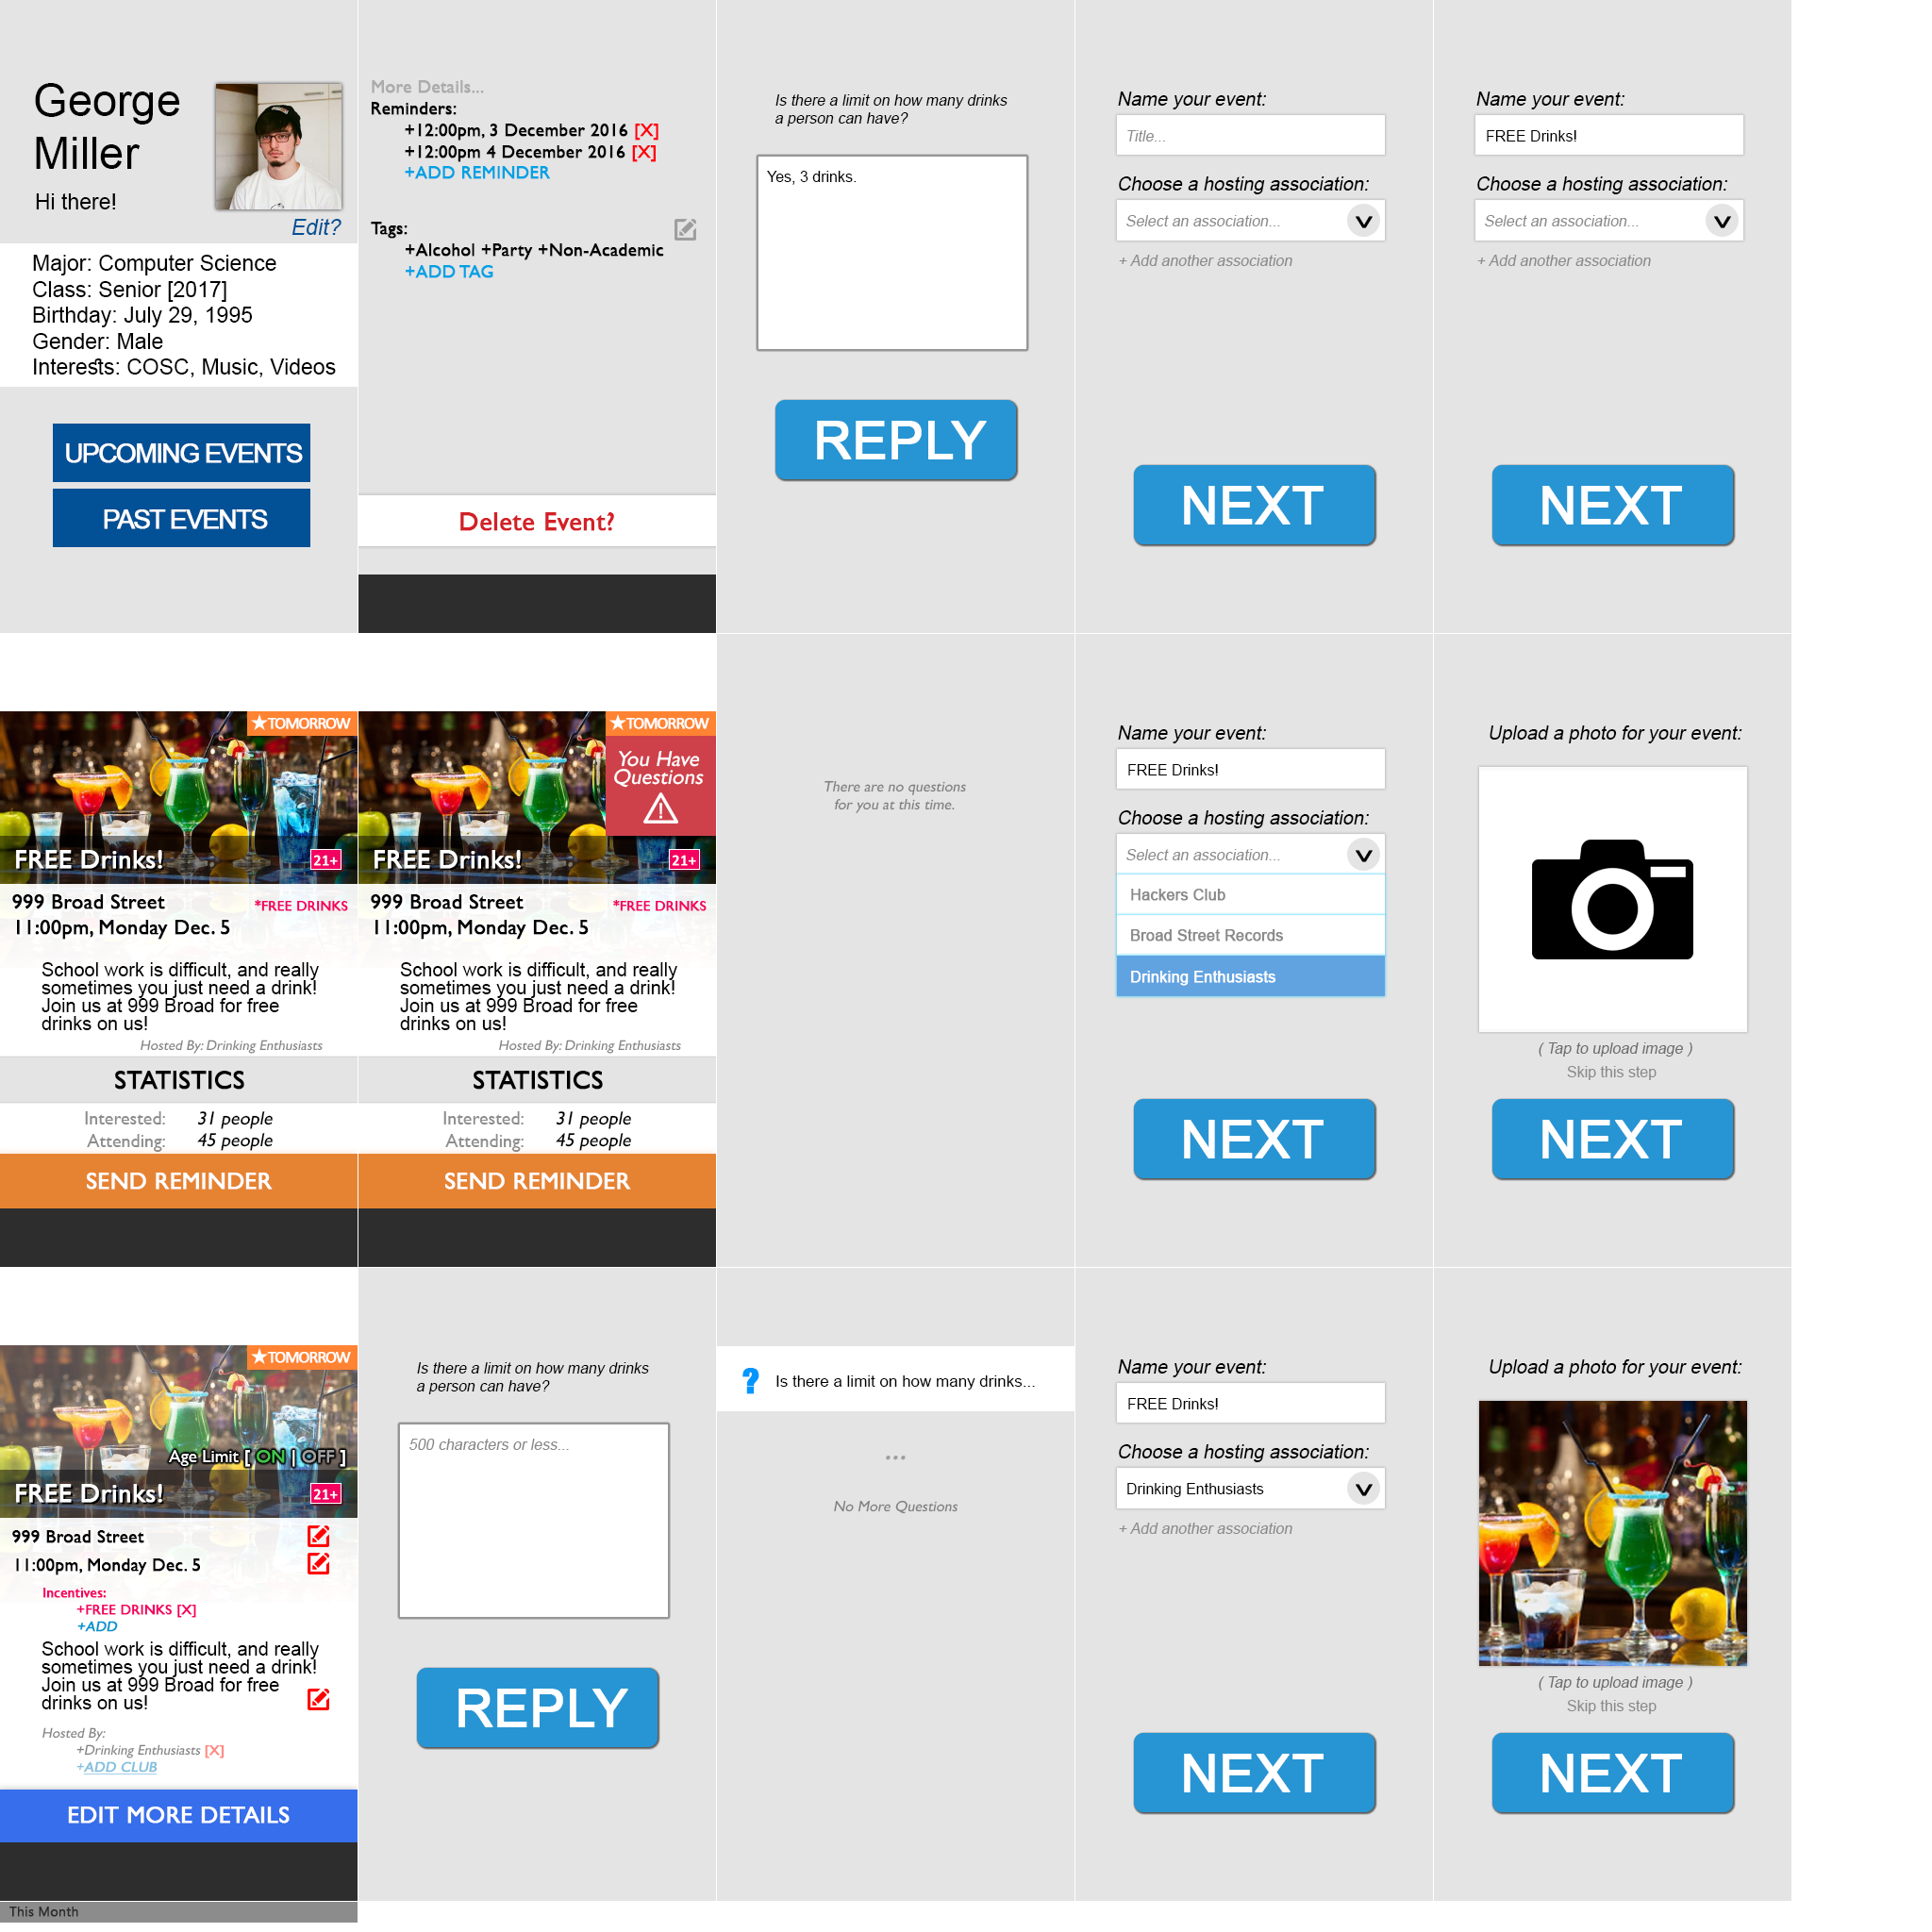 George
Miller
Hi there!
Edit?
Major: Computer Science
Class: Senior [2017]
Birthday: July 29, 1995
Gender: Male
Interests: COSC, Music, Videos
UPCOMING EVENTS
PAST EVENTS
More Details...
Reminders:
+12:00pm, 3 December 2016 [X]
+12:00pm 4 December 2016 [X]
+ADD REMINDER
Tags:
+Alcohol +Party +Non-Academic
+ADD TAG
Delete Event?
Is there a limit on how many drinks
a person can have?
Yes, 3 drinks.
REPLY
Name your event:
Title...
Choose a hosting association:
Select an association...
V
+ Add another association
NEXT
Name your event:
FREE Drinks!
Choose a hosting association:
Select an association...
V
+ Add another association
NEXT
★TOMORROW
FREE Drinks!
21+
999 Broad Street
*FREE DRINKS
11:00pm, Monday Dec. 5
School work is difficult, and really
sometimes you just need a drink!
Join us at 999 Broad for free
drinks on us!
Hosted By: Drinking Enthusiasts
STATISTICS
Interested: 31 people
Attending: 45 people
SEND REMINDER
★TOMORROW
You Have
Questions
FREE Drinks!
21+
999 Broad Street
*FREE DRINKS
11:00pm, Monday Dec. 5
School work is difficult, and really
sometimes you just need a drink!
Join us at 999 Broad for free
drinks on us!
Hosted By: Drinking Enthusiasts
STATISTICS
Interested: 31 people
Attending: 45 people
SEND REMINDER
There are no questions
for you at this time.
Name your event:
FREE Drinks!
Choose a hosting association:
Select an association...
V
Hackers Club
Broad Street Records
Drinking Enthusiasts
NEXT
Upload a photo for your event:
( Tap to upload image )
Skip this step
NEXT
★TOMORROW
Age Limit [ ON | OFF ]
FREE Drinks!
21+
999 Broad Street
11:00pm, Monday Dec. 5
Incentives:
+FREE DRINKS [X]
+ADD
School work is difficult, and really
sometimes you just need a drink!
Join us at 999 Broad for free
drinks on us!
Hosted By:
+Drinking Enthusiasts [X]
+ADD CLUB
EDIT MORE DETAILS
Is there a limit on how many drinks
a person can have?
500 characters or less...
REPLY
? Is there a limit on how many drinks...
...
No More Questions
Name your event:
FREE Drinks!
Choose a hosting association:
Drinking Enthusiasts
V
+ Add another association
NEXT
Upload a photo for your event:
( Tap to upload image )
Skip this step
NEXT
This Month